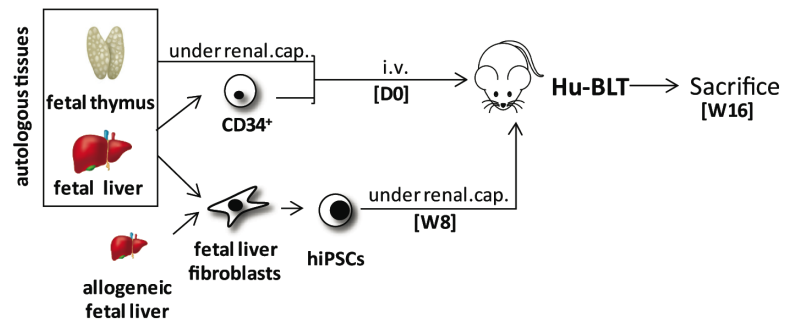 autologous tissues
fetal thymus
fetal liver
under renal.cap.
CD34+
i.v.
[D0]
Hu-BLT
Sacrifice
[W16]
allogeneic
fetal liver
fetal liver
fibroblasts
hiPSCs
under renal.cap.
[W8]